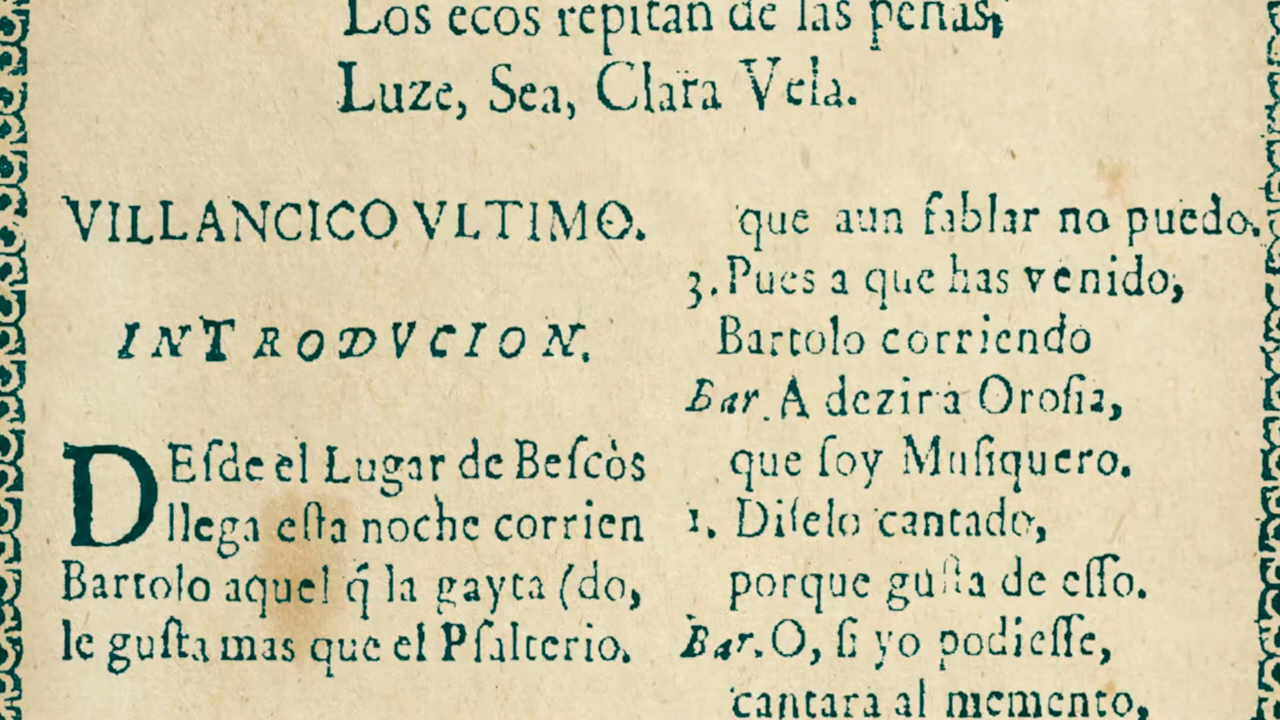 Los ecos repitan de las peñas,
Luze, Sea, Clara Vela.
VILLANCICO VLTIMO.
INTRODVCION.
DEſde el Lugar de Beſcòs
llega eſta noche corrien
Bartolo aquel q̃ la gayta (do,
le guſta mas que el Pſalterio.
que aun fablar no puedo.
3. Pues a que has venido,
Bartolo corriendo
Bar. A dezir a Oroſia,
que ſoy Muſiquero.
1. Diſelo cantado,
porque guſta de eſſo.
Bar. O, ſi yo podieſſe,
cantara al memento,